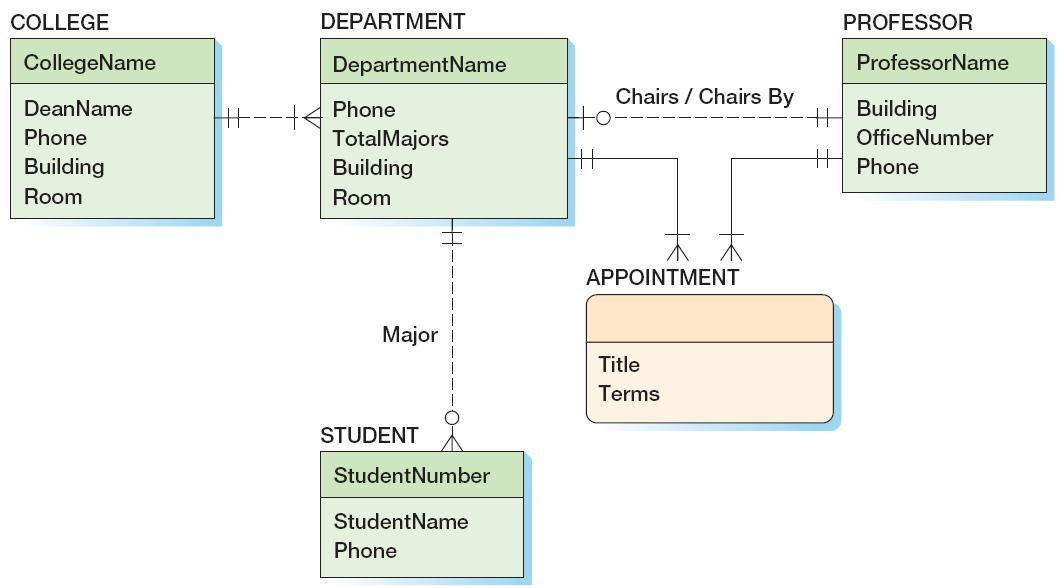 COLLEGE
CollegeName
DeanName
Phone
Building
Room
DEPARTMENT
DepartmentName
Phone
TotalMajors
Building
Room
Chairs / Chairs By
PROFESSOR
ProfessorName
Building
OfficeNumber
Phone
APPOINTMENT
Title
Terms
Major
STUDENT
StudentNumber
StudentName
Phone